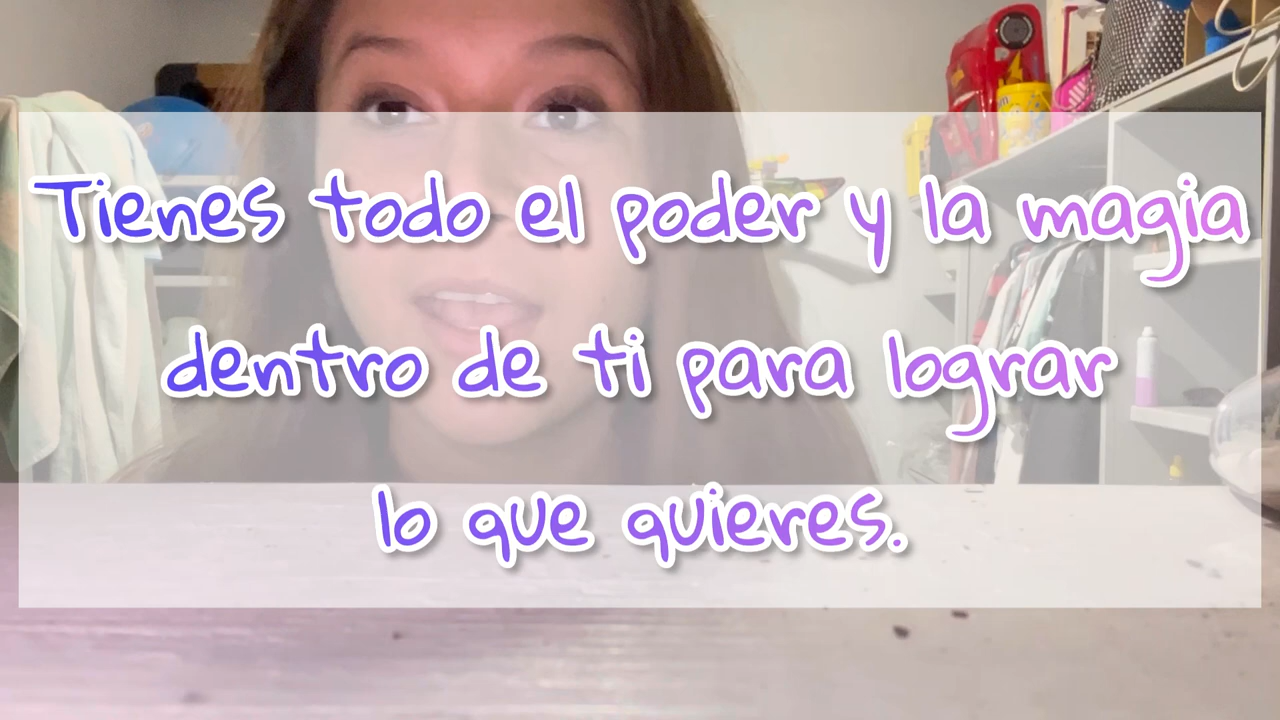 Tienes todo el poder y la magia
dentro de ti para lograr
lo que quieres.